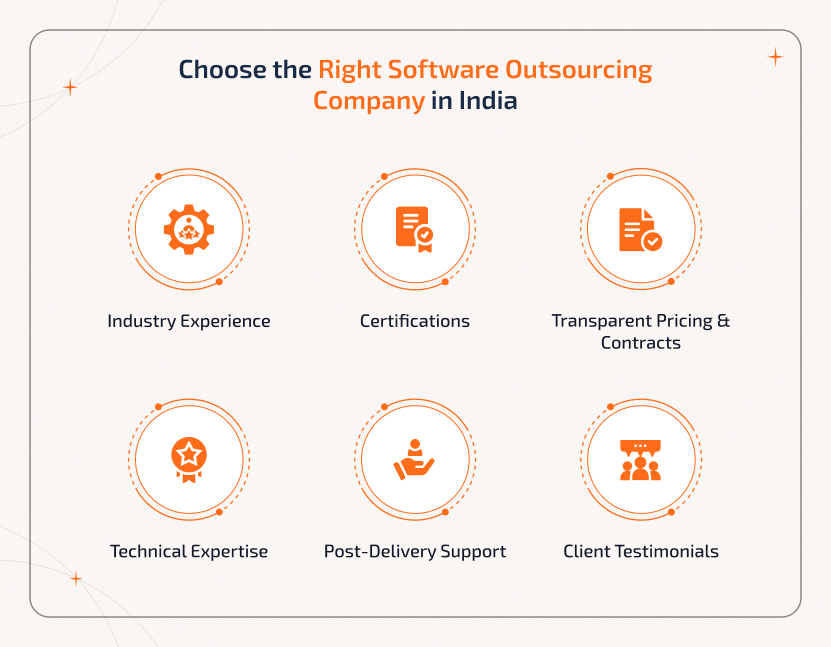 Choose the Right Software Outsourcing
Company in India
Industry Experience
Certifications
Transparent Pricing &
Contracts
Technical Expertise
Post-Delivery Support
Client Testimonials